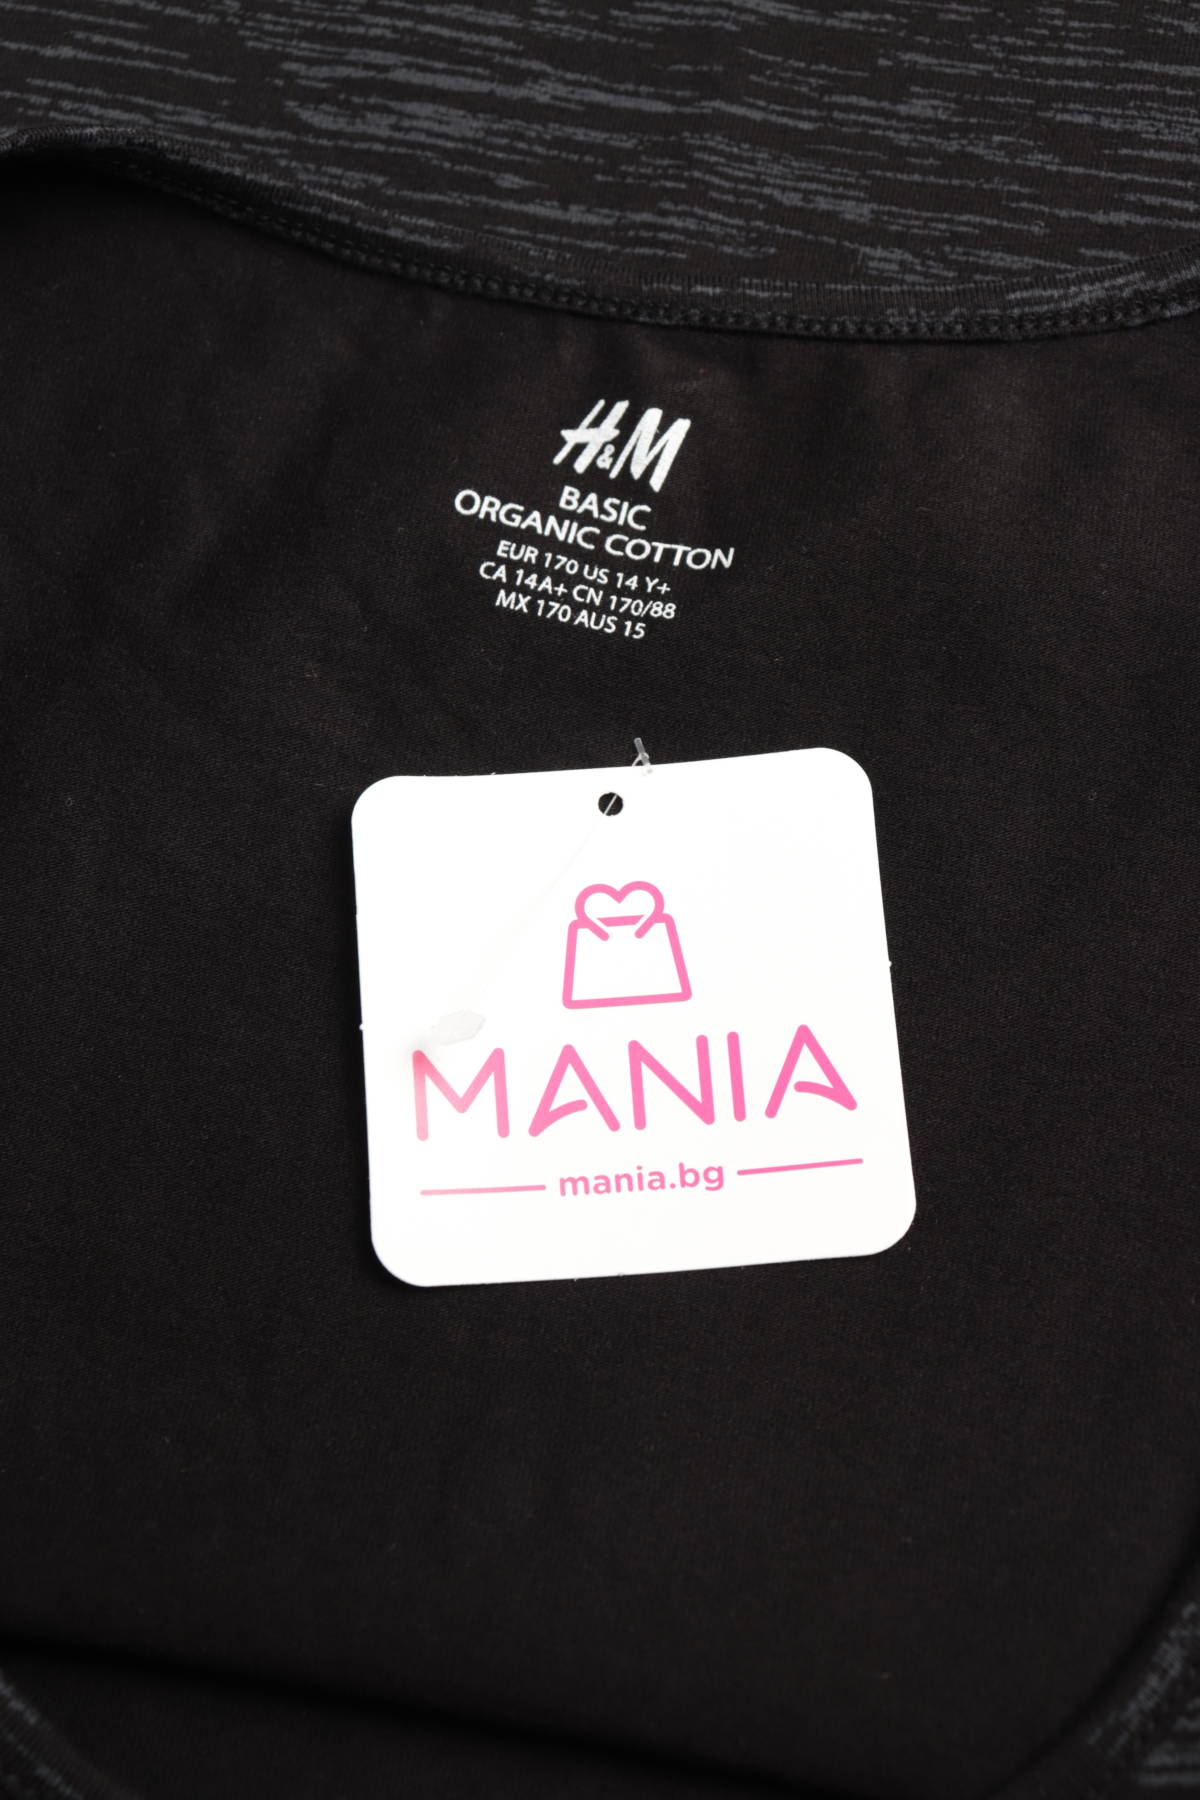 H&M
BASIC
ORGANIC COTTON
EUR 170 US 14 Y+
CA 14A+ CN 170/88
MX 170 AUS 15
MANIA
mania.bg